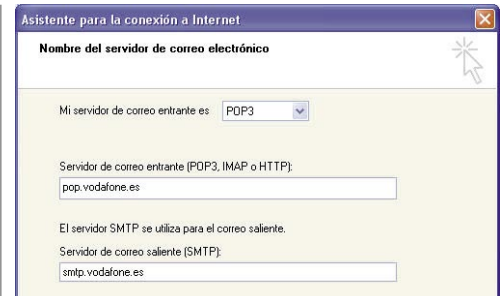 Asistente para la conexión a Internet
Nombre del servidor de correo electrónico
Mi servidor de correo entrante es POP3
Servidor de correo entrante (POP3, IMAP o HTTP):
pop.vodafone.es
El servidor SMTP se utiliza para el correo saliente.
Servidor de correo saliente (SMTP):
smtp.vodafone.es